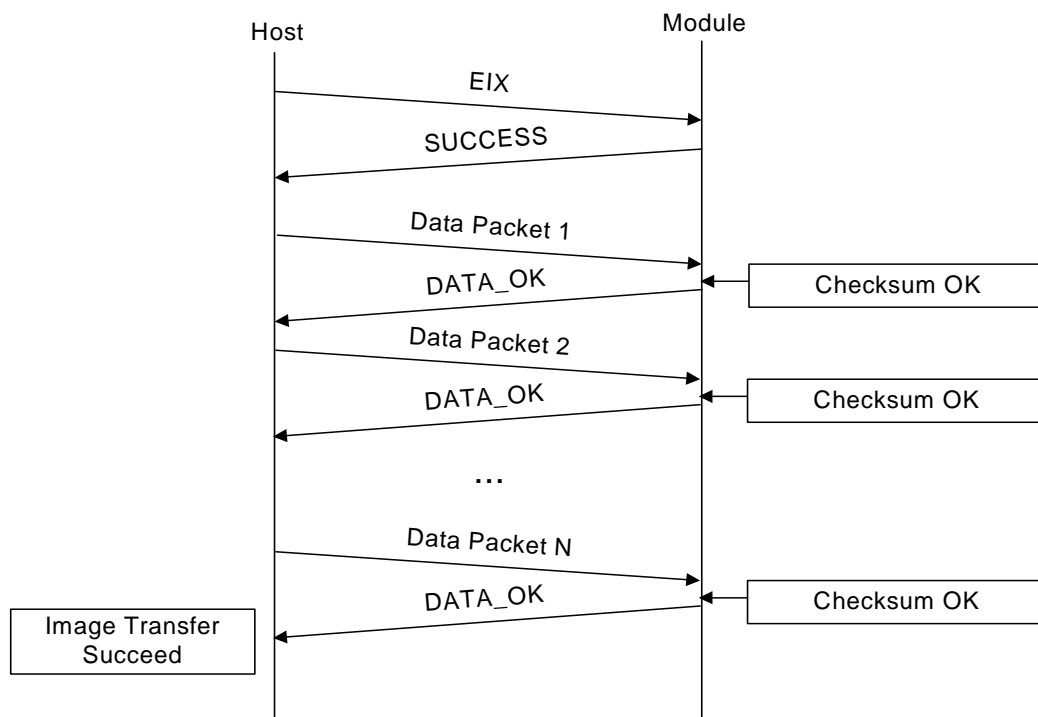 Host
Module
EIX
SUCCESS
Data Packet 1
DATA_OK
Checksum OK
Data Packet 2
DATA_OK
Checksum OK
...
Data Packet N
DATA_OK
Checksum OK
Image Transfer
Succeed